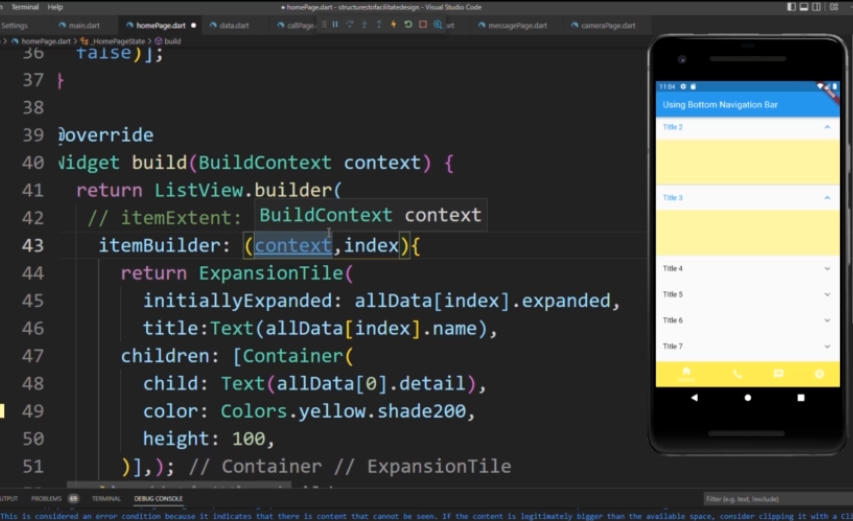 Terminal Help
homePage.dart - structurestofacilitatedesign - Visual Studio Code
Settings main.dart homePage.dart data.dart callPage. rt messagePage.dart cameraPage.dart
homePage.dart > _HomePageState > build
36 false)];
37 }
38
39 @override
40 Widget build(BuildContext context) {
41 return ListView.builder(
42 // itemExtent:
BuildContext context
43 itemBuilder: (context,index){
44 return ExpansionTile(
45 initiallyExpanded: allData[index].expanded,
46 title:Text(allData[index].name),
47 children: [Container(
48 child: Text(allData[0].detail),
49 color: Colors.yellow.shade200,
50 height: 100,
51 )],); // Container // ExpansionTile
UTPUT PROBLEMS 69 TERMINAL DEBUG CONSOLE
Filter (e.g. text, !exclude)
This is considered an error condition because it indicates that there is content that cannot be seen. If the content is legitimately bigger than the available space, consider clipping it with a Cl
11:04
Using Bottom Navigation Bar
Title 2
Title 3
Title 4
Title 5
Title 6
Title 7